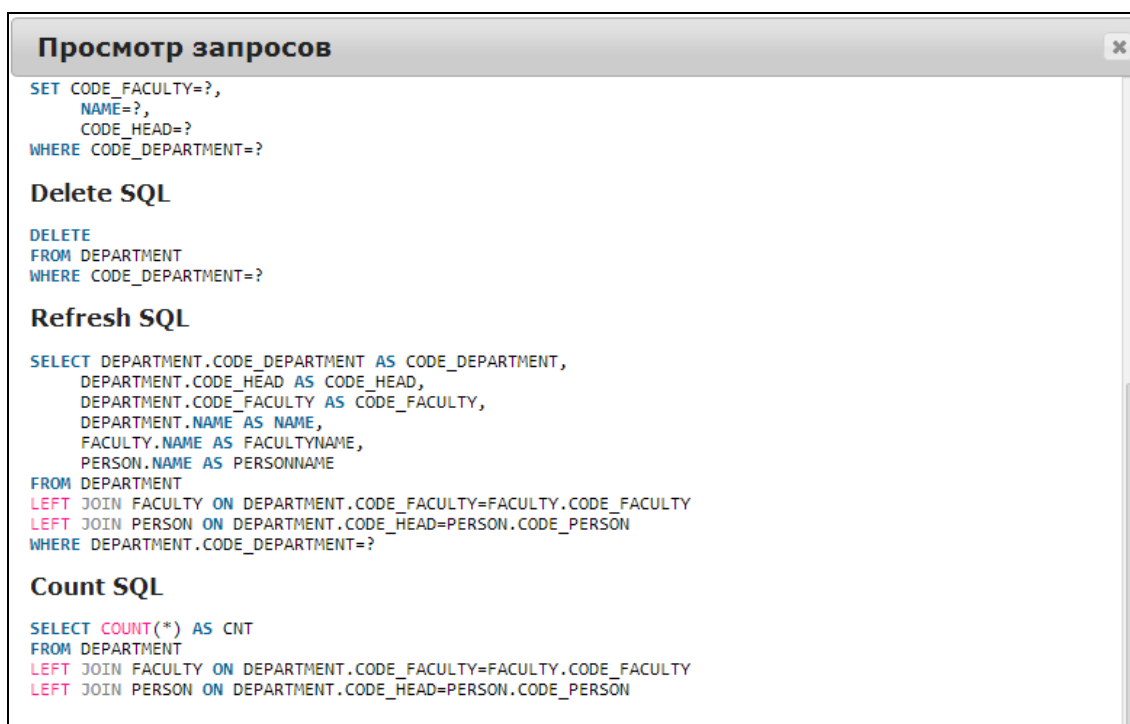 Просмотр запросов
SET CODE_FACULTY=?,
NAME=?,
CODE_HEAD=?
WHERE CODE_DEPARTMENT=?
Delete SQL
DELETE
FROM DEPARTMENT
WHERE CODE_DEPARTMENT=?
Refresh SQL
SELECT DEPARTMENT.CODE_DEPARTMENT AS CODE_DEPARTMENT,
DEPARTMENT.CODE_HEAD AS CODE_HEAD,
DEPARTMENT.CODE_FACULTY AS CODE_FACULTY,
DEPARTMENT.NAME AS NAME,
FACULTY.NAME AS FACULTYNAME,
PERSON.NAME AS PERSONNAME
FROM DEPARTMENT
LEFT JOIN FACULTY ON DEPARTMENT.CODE_FACULTY=FACULTY.CODE_FACULTY
LEFT JOIN PERSON ON DEPARTMENT.CODE_HEAD=PERSON.CODE_PERSON
WHERE DEPARTMENT.CODE_DEPARTMENT=?
Count SQL
SELECT COUNT(*) AS CNT
FROM DEPARTMENT
LEFT JOIN FACULTY ON DEPARTMENT.CODE_FACULTY=FACULTY.CODE_FACULTY
LEFT JOIN PERSON ON DEPARTMENT.CODE_HEAD=PERSON.CODE_PERSON